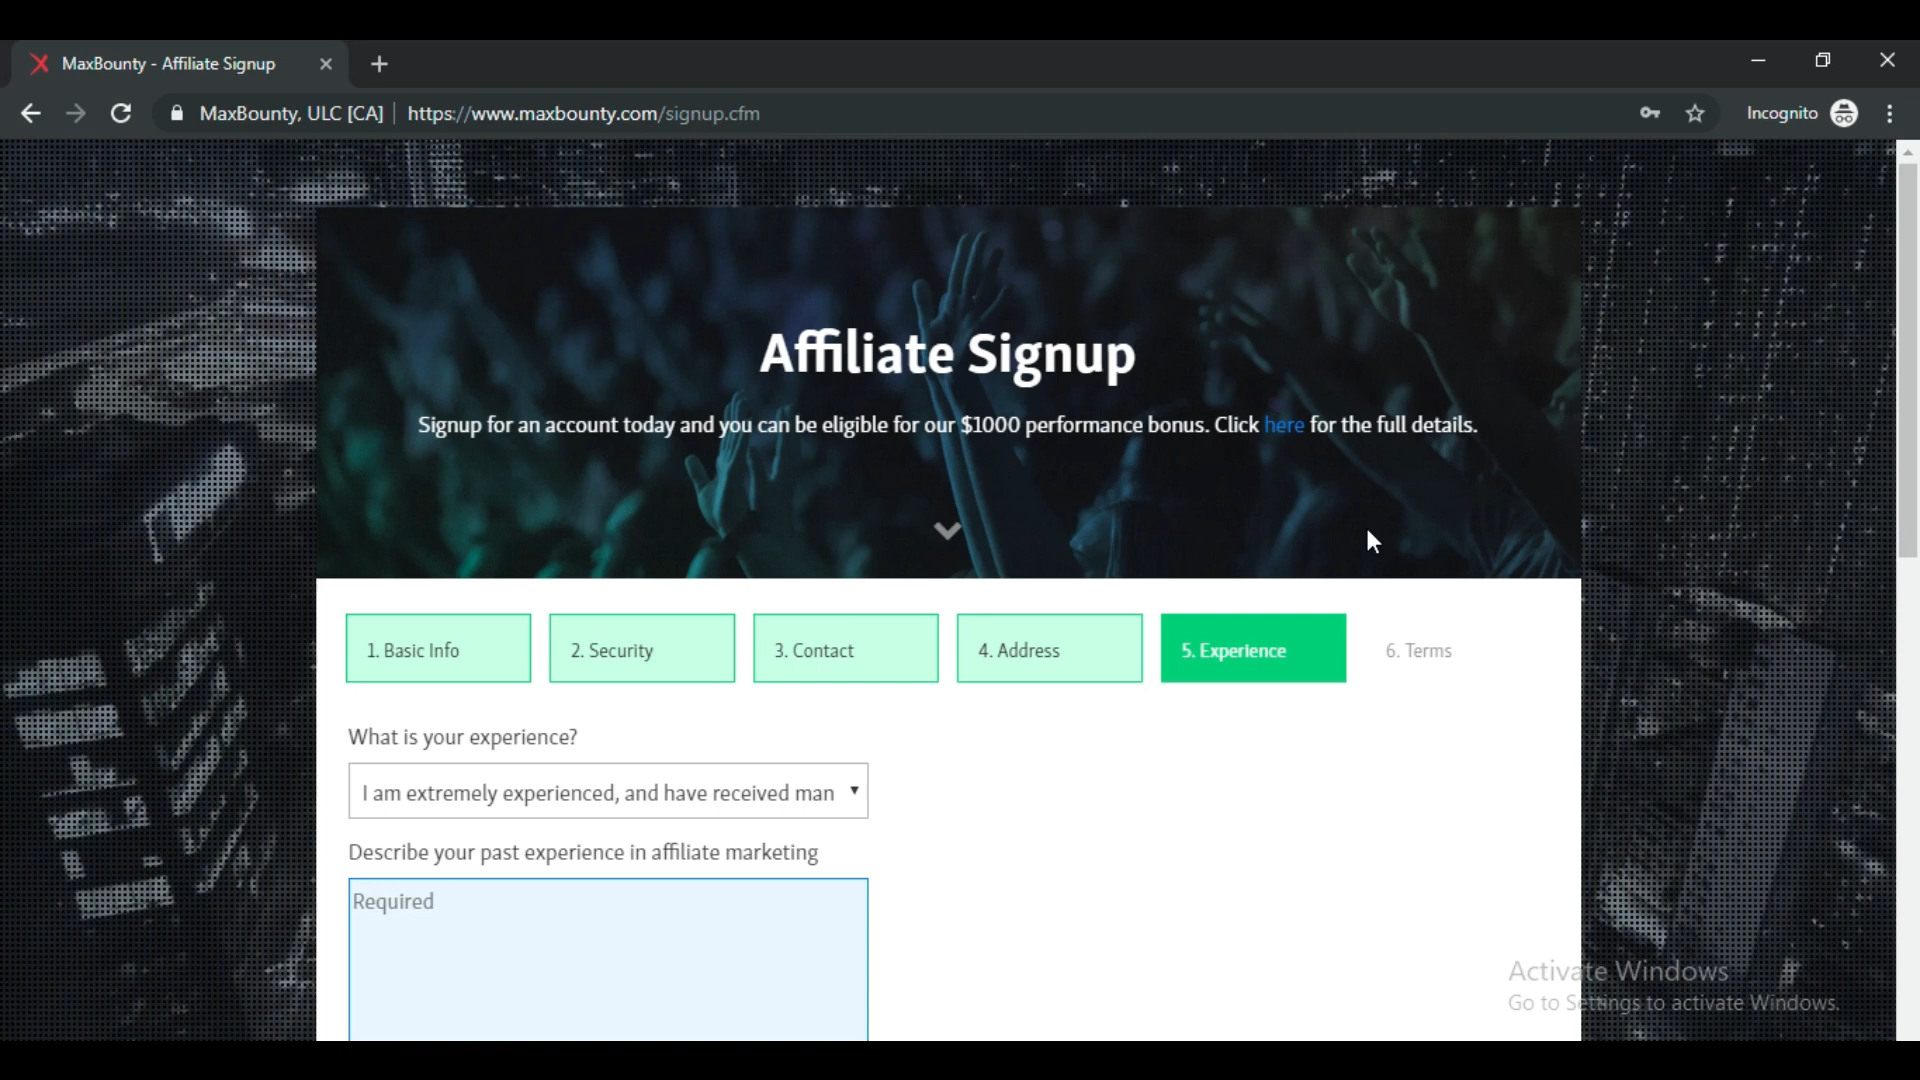 MaxBounty - Affiliate Signup
MaxBounty, ULC [CA] https://www.maxbounty.com/signup.cfm Incognito
Affiliate Signup
Signup for an account today and you can be eligible for our $1000 performance bonus. Click here for the full details.
1. Basic Info 2. Security 3. Contact 4. Address 5. Experience 6. Terms
What is your experience?
I am extremely experienced, and have received man
Describe your past experience in affiliate marketing
Required
Activate Windows
Go to Settings to activate Windows.